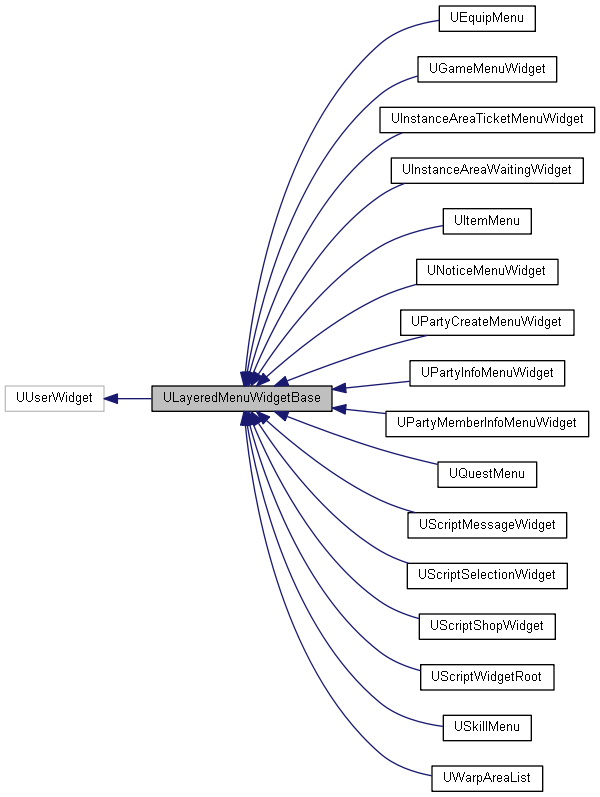 UEquipMenu
UGameMenuWidget
UInstanceAreaTicketMenuWidget
UInstanceAreaWaitingWidget
UItemMenu
UNoticeMenuWidget
UPartyCreateMenuWidget
UPartyInfoMenuWidget
UUserWidget
ULayeredMenuWidgetBase
UPartyMemberInfoMenuWidget
UQuestMenu
UScriptMessageWidget
UScriptSelectionWidget
UScriptShopWidget
UScriptWidgetRoot
USkillMenu
UWarpAreaList